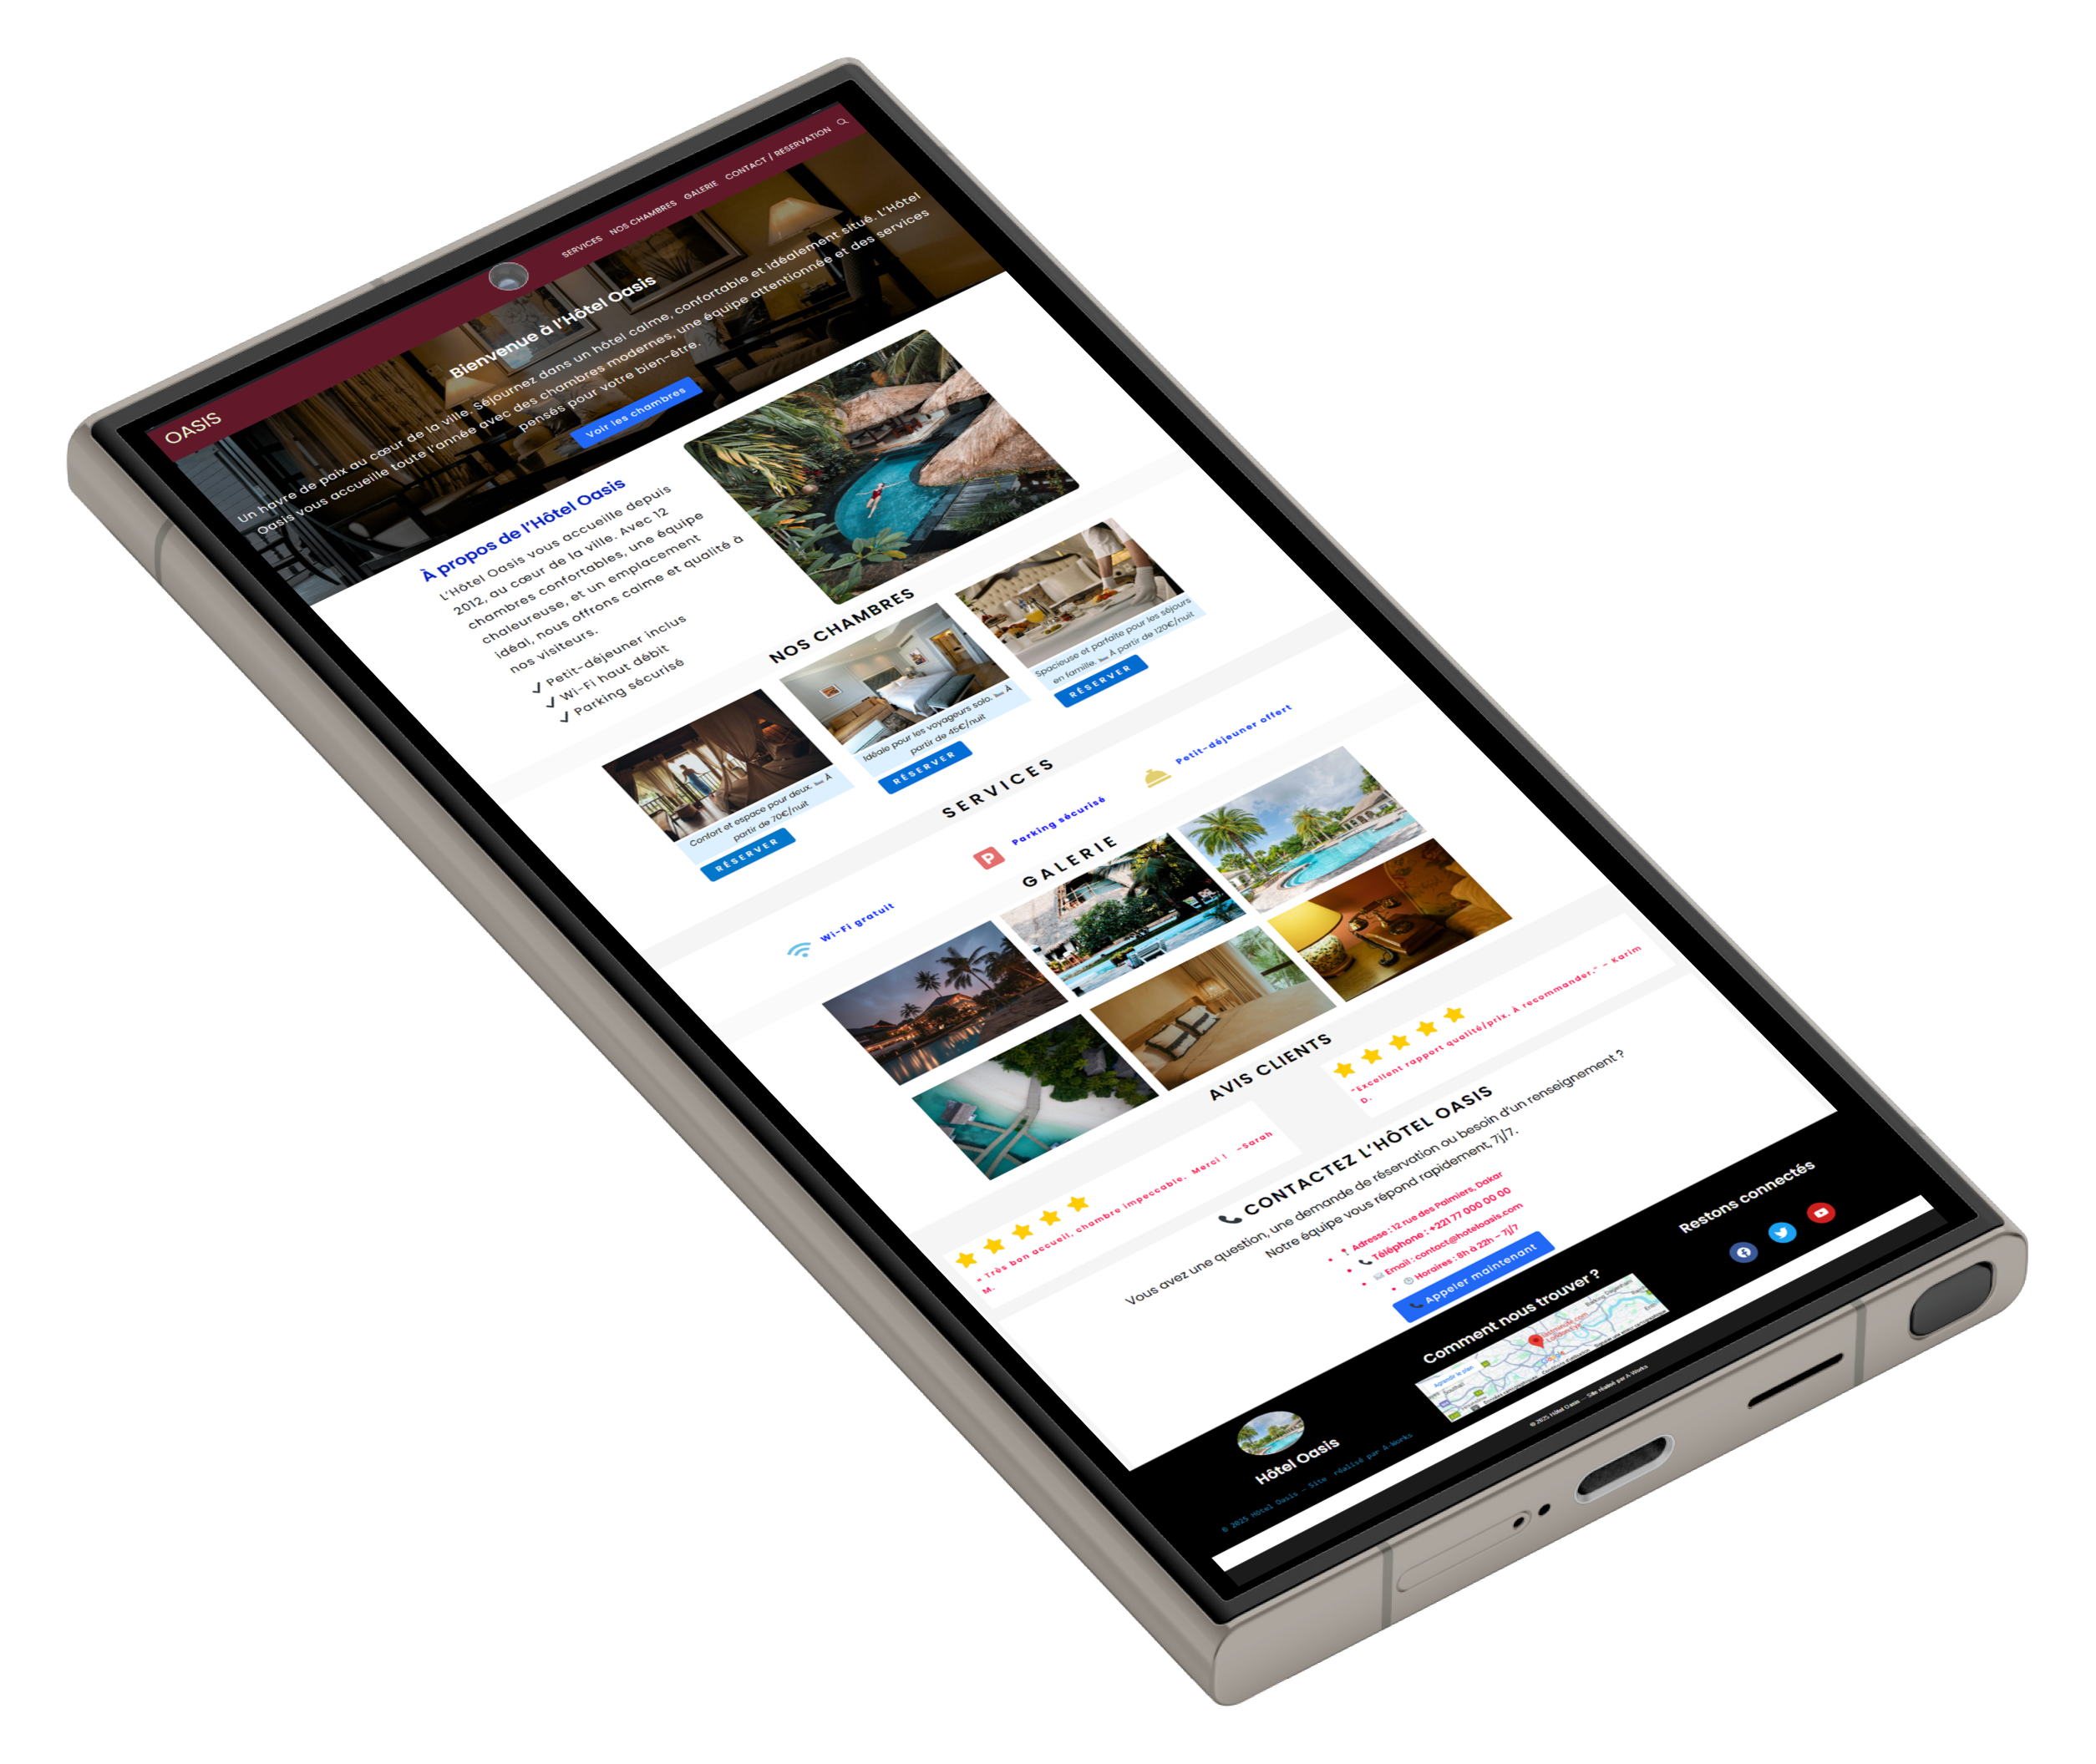 OASIS
SERVICES
NOS CHAMBRES
GALERIE
CONTACT / RESERVATION
Bienvenue à l'Hôtel Oasis
Un havre de paix au cœur de la ville. Séjournez dans un hôtel calme, confortable et idéalement situé. L'Hôtel
Oasis vous accueille toute l'année avec des chambres modernes, une équipe attentionnée et des services
pensés pour votre bien-être.
Voir les chambres
À propos de l'Hôtel Oasis
L'Hôtel Oasis vous accueille depuis
2012, au cœur de la ville. Avec 12
chambres confortables, une équipe
chaleureuse, et un emplacement
idéal, nous offrons calme et qualité à
nos visiteurs.
✓ Petit-déjeuner inclus
✓ Wi-Fi haut débit
✓ Parking sécurisé
NOS CHAMBRES
Confort et espace pour deux. 🛏 À
partir de 70€/nuit
RÉSERVER
Idéale pour les voyageurs solo. 🛏 À
partir de 45€/nuit
RÉSERVER
Spacieuse et parfaite pour les séjours
en famille. 🛏 À partir de 120€/nuit
RÉSERVER
SERVICES
Wi-Fi gratuit
P
Parking sécurisé
Petit-déjeuner offert
GALERIE
AVIS CLIENTS
« Très bon accueil, chambre impeccable. Merci ! –Sarah
M.
"Excellent rapport qualité/prix. À recommander." – Karim
D.
📞 CONTACTEZ L'HÔTEL OASIS
Vous avez une question, une demande de réservation ou besoin d'un renseignement ?
Notre équipe vous répond rapidement, 7j/7.
• 📍 Adresse : 12 rue des Palmiers, Dakar
• 📞 Téléphone : +221 77 000 00 00
• 📧 Email : contact@hoteloasis.com
• 🕒 Horaires : 8h à 22h – 7j/7
📞 Appeler maintenant
Hôtel Oasis
© 2025 Hôtel Oasis – Site réalisé par A-Works
Comment nous trouver ?
Agrandir le plan
Restons connectés
© 2025 Hôtel Oasis – Site réalisé par A-Works